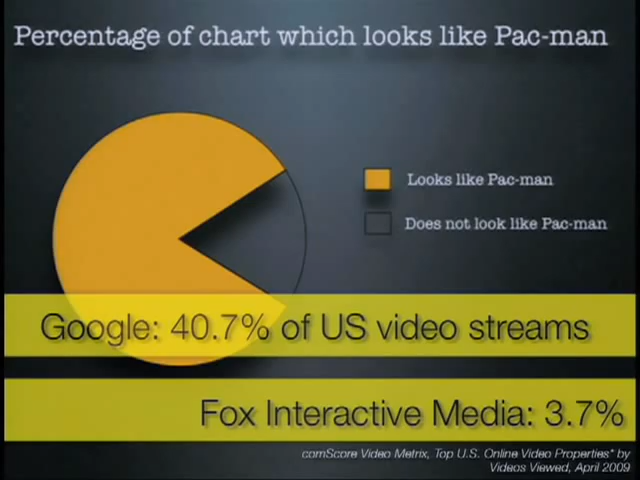 Percentage of chart which looks like Pac-man
Looks like Pac-man
Does not look like Pac-man
Google: 40.7% of US video streams
Fox Interactive Media: 3.7%
comScore Video Metrix, Top U.S. Online Video Properties* by
Videos Viewed, April 2009